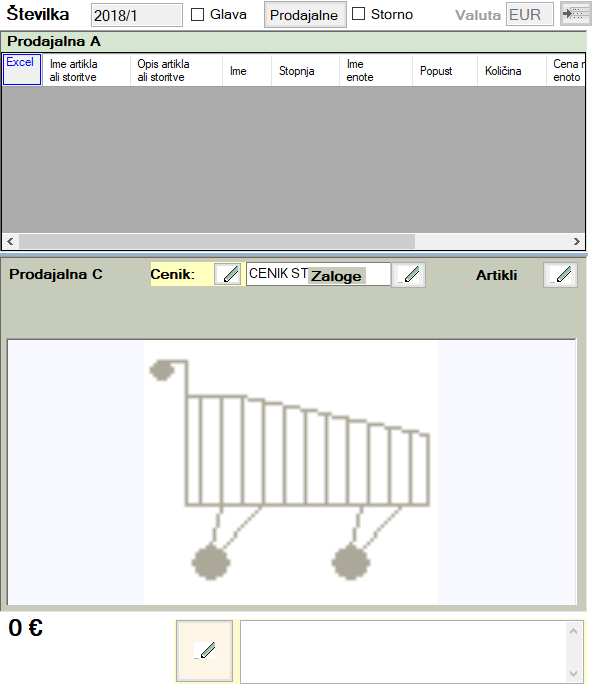 Številka 2018/1 Glava Prodajalne Storno Valuta EUR
Prodajalna A
Excel Ime artikla ali storitve Opis artikla ali storitve Ime Stopnja Ime enote Popust Količina Cena enoto
Prodajalna C Cenik: CENIK ST Zaloge Artikli
0 €